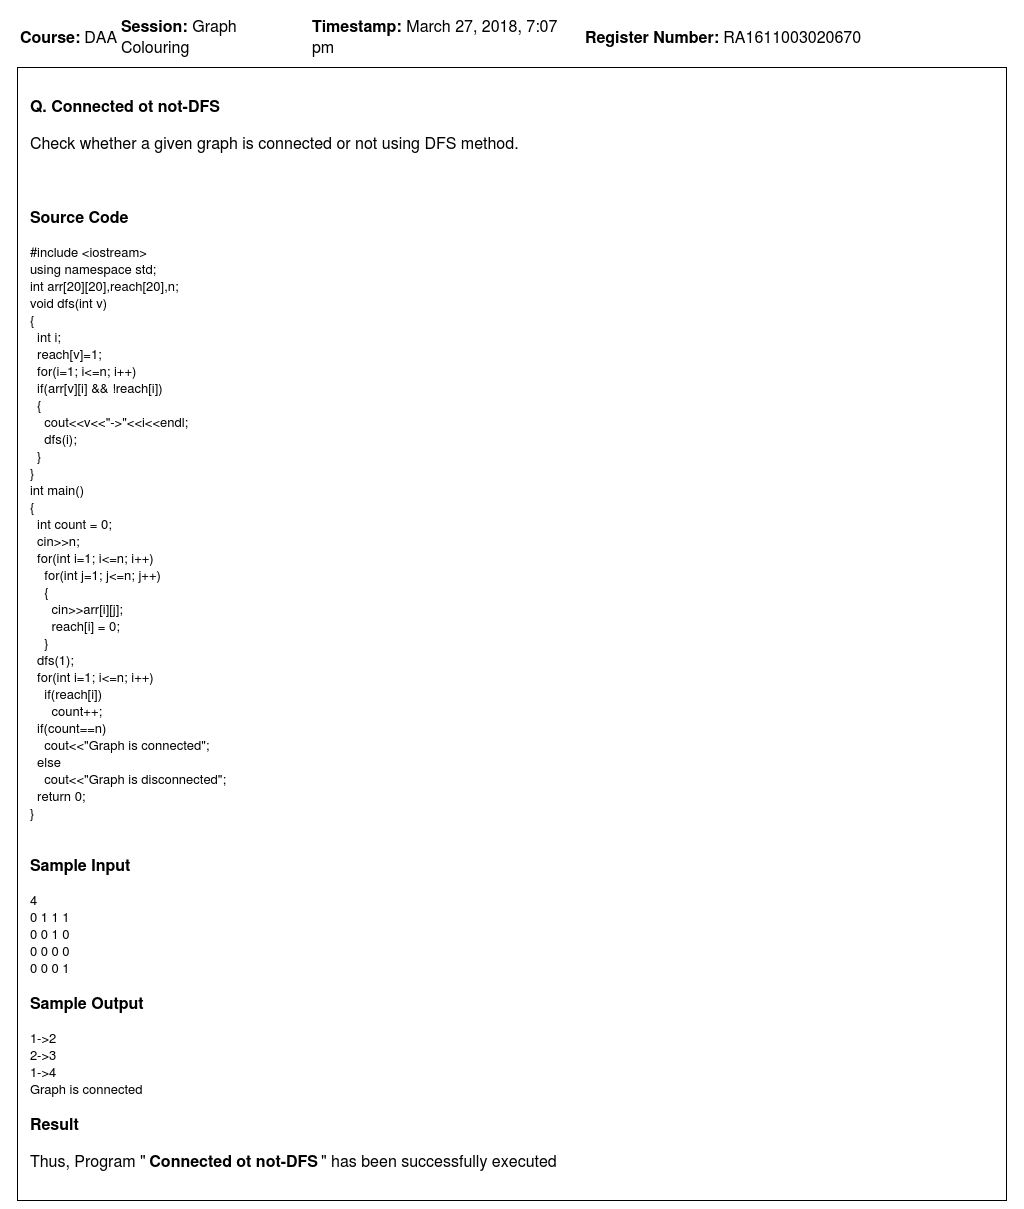 Course: DAA Session: Graph Colouring Timestamp: March 27, 2018, 7:07 pm Register Number: RA1611003020670
Q. Connected ot not-DFS
Check whether a given graph is connected or not using DFS method.
Source Code
#include <iostream>
using namespace std;
int arr[20][20],reach[20],n;
void dfs(int v)
{
  int i;
  reach[v]=1;
  for(i=1; i<=n; i++)
  if(arr[v][i] && !reach[i])
  {
    cout<<v<<"->"<<i<<endl;
    dfs(i);
  }
}
int main()
{
  int count = 0;
  cin>>n;
  for(int i=1; i<=n; i++)
    for(int j=1; j<=n; j++)
    {
      cin>>arr[i][j];
      reach[i] = 0;
    }
  dfs(1);
  for(int i=1; i<=n; i++)
    if(reach[i])
      count++;
  if(count==n)
    cout<<"Graph is connected";
  else
    cout<<"Graph is disconnected";
  return 0;
}
Sample Input
4
0 1 1 1
0 0 1 0
0 0 0 0
0 0 0 1
Sample Output
1->2
2->3
1->4
Graph is connected
Result
Thus, Program " Connected ot not-DFS " has been successfully executed